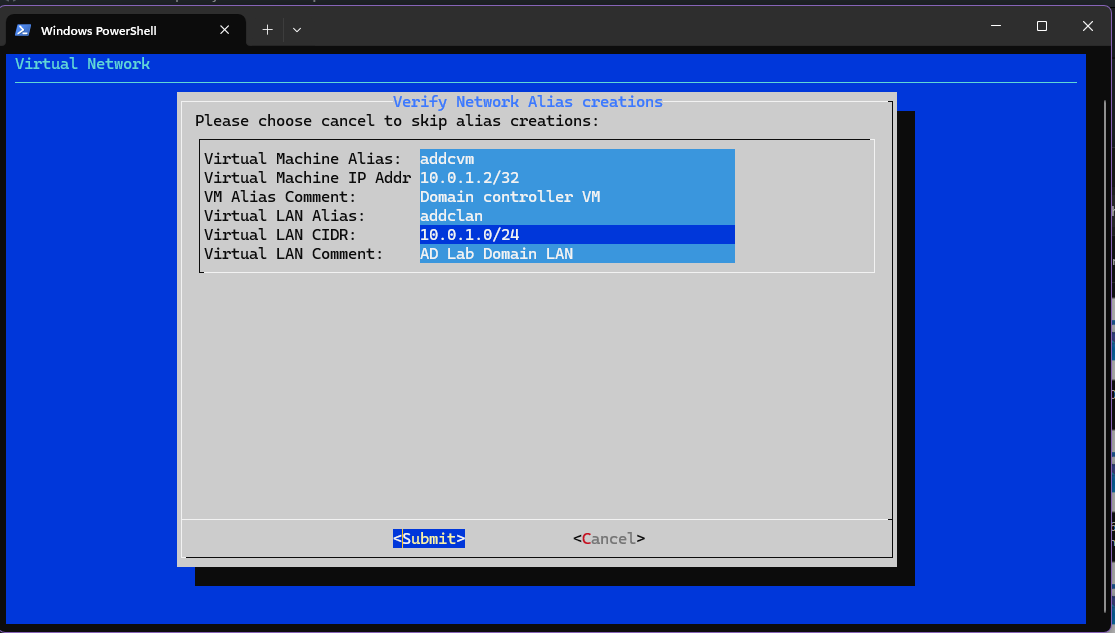 Windows PowerShell
Virtual Network
Verify Network Alias creations
Please choose cancel to skip alias creations:
Virtual Machine Alias: addcvm
Virtual Machine IP Addr 10.0.1.2/32
VM Alias Comment: Domain controller VM
Virtual LAN Alias: addclan
Virtual LAN CIDR: 10.0.1.0/24
Virtual LAN Comment: AD Lab Domain LAN
<Submit> <Cancel>